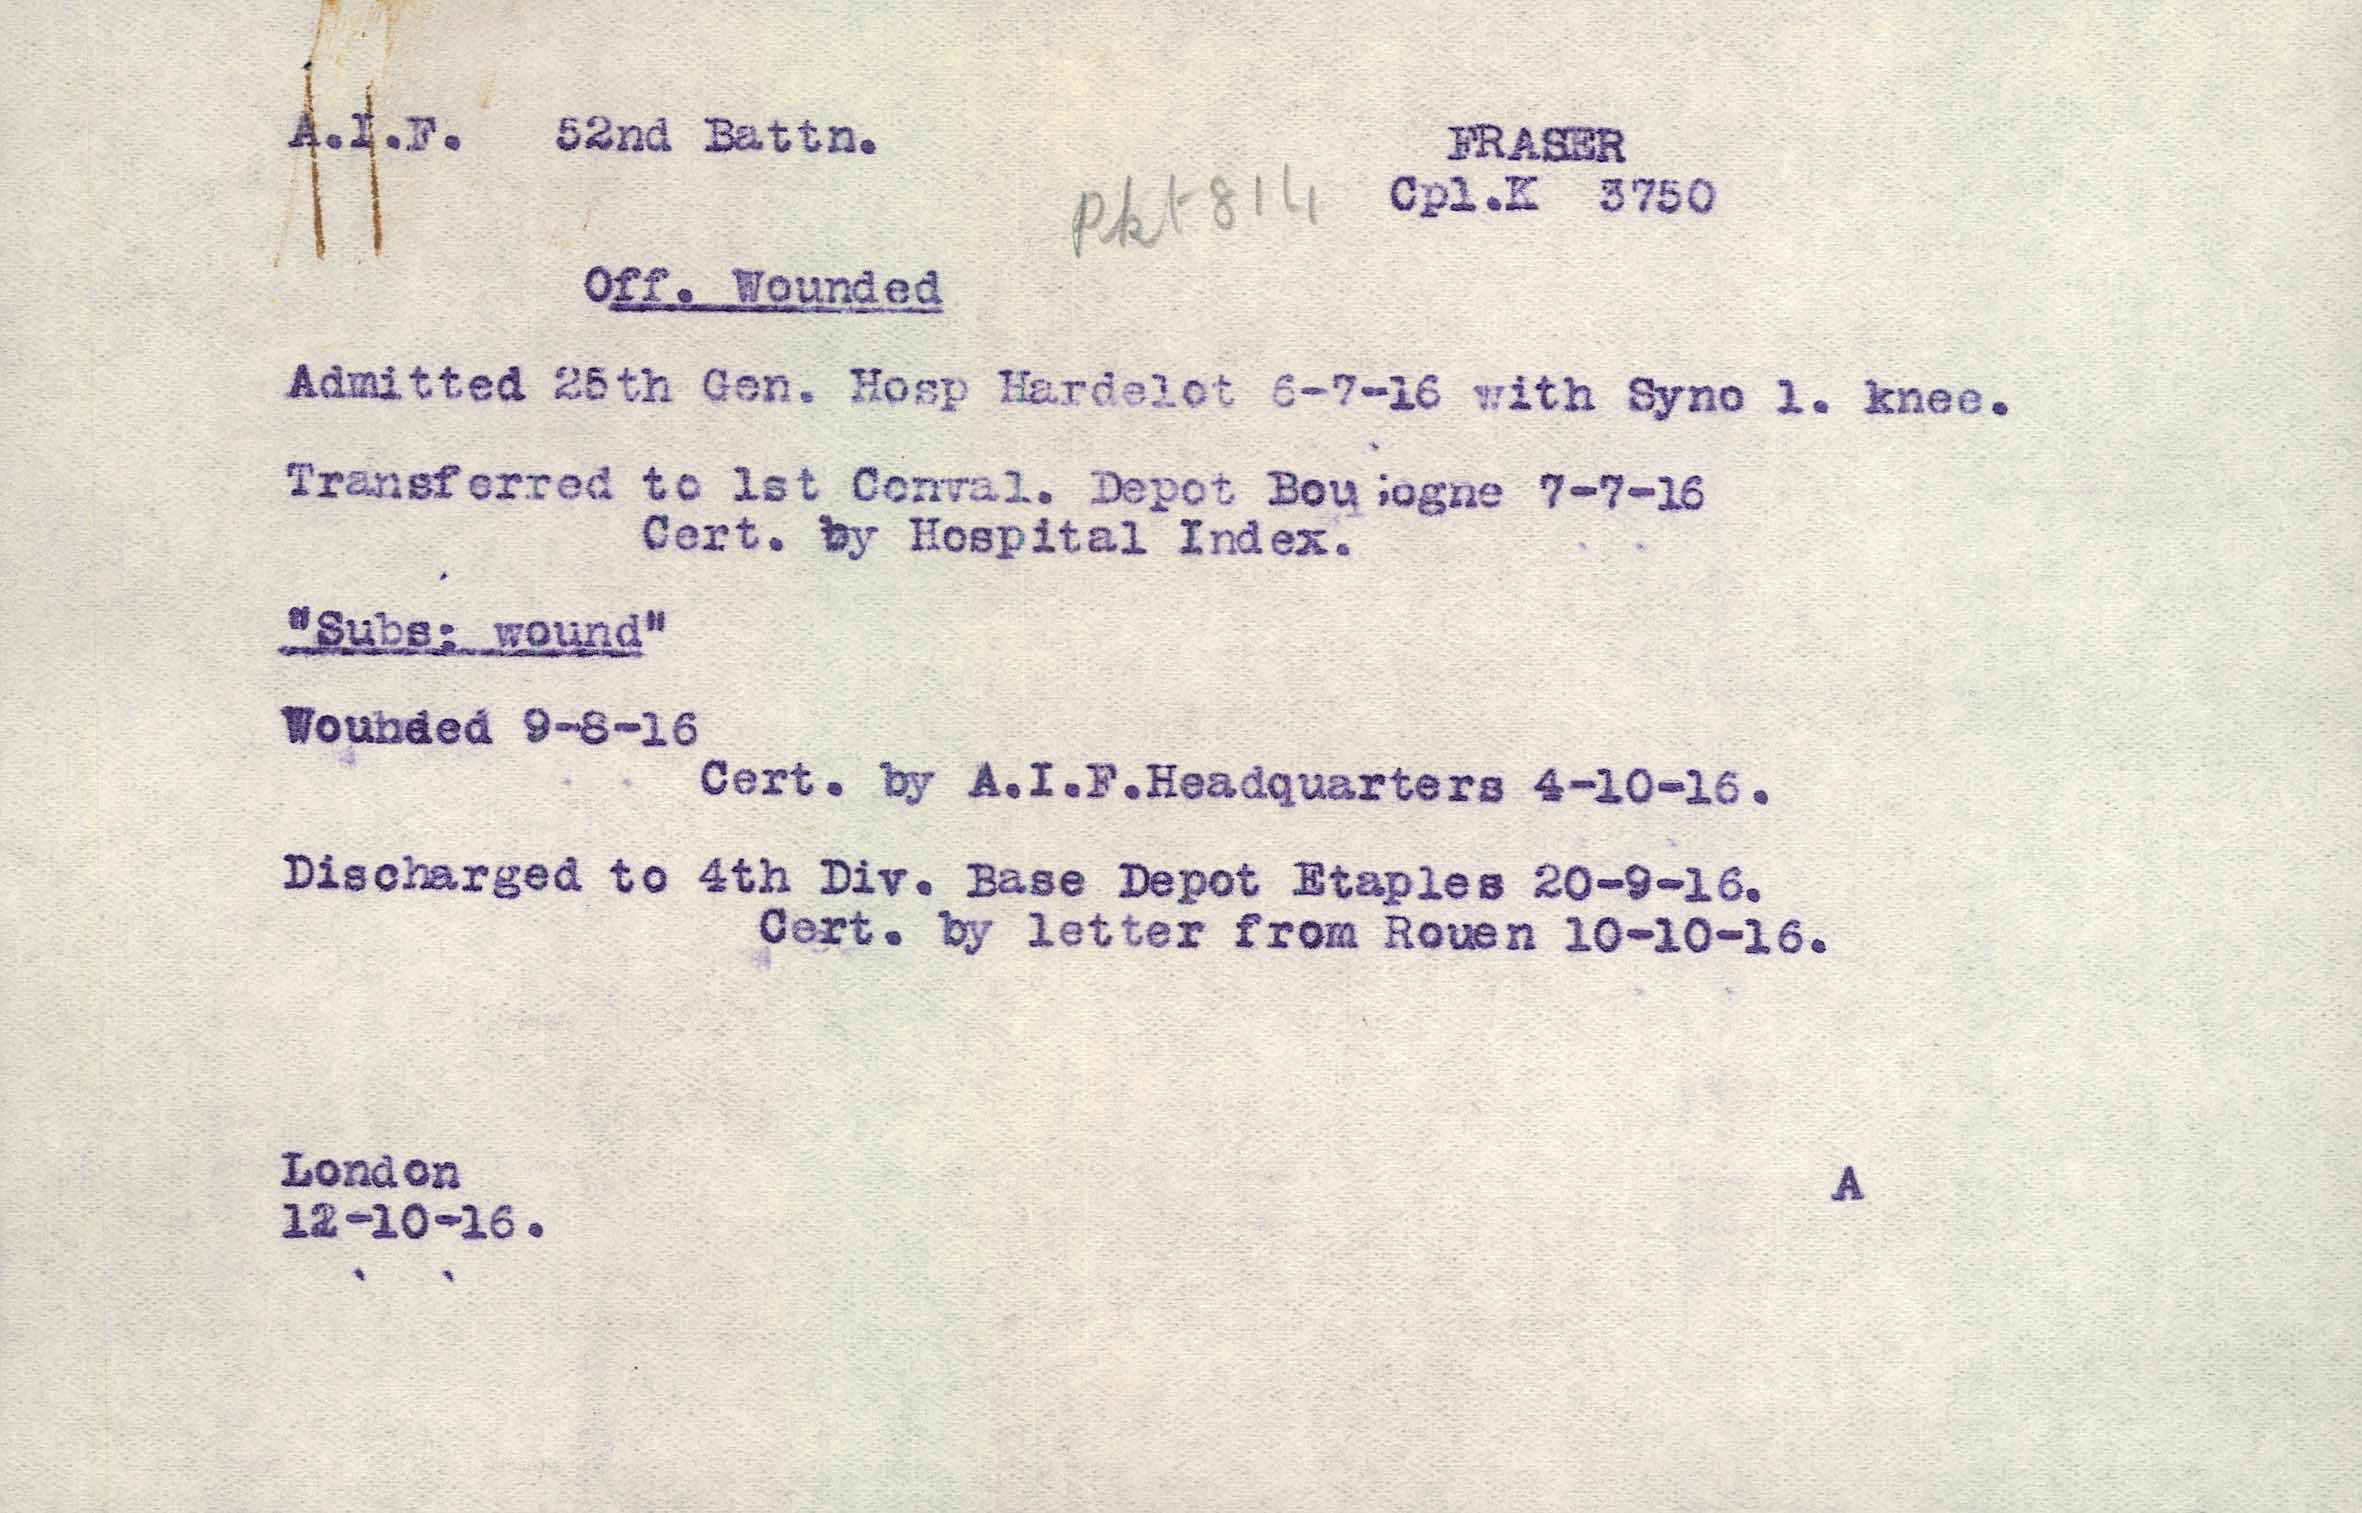 A.I.F. 52nd Battn. FRASER
Pkt 814 Cpl.K 3750
Off. Wounded
Admitted 25th Gen. Hosp Hardelot 6-7-16 with Syno l. knee.
Transferred to 1st Conval. Depot Boulogne 7-7-16
Cert. by Hospital Index.
"Subs: wound"
Wounded 9-8-16
Cert. by A.I.F.Headquarters 4-10-16.
Discharged to 4th Div. Base Depot Etaples 20-9-16.
Cert. by letter from Rouen 10-10-16.
London A
12-10-16.